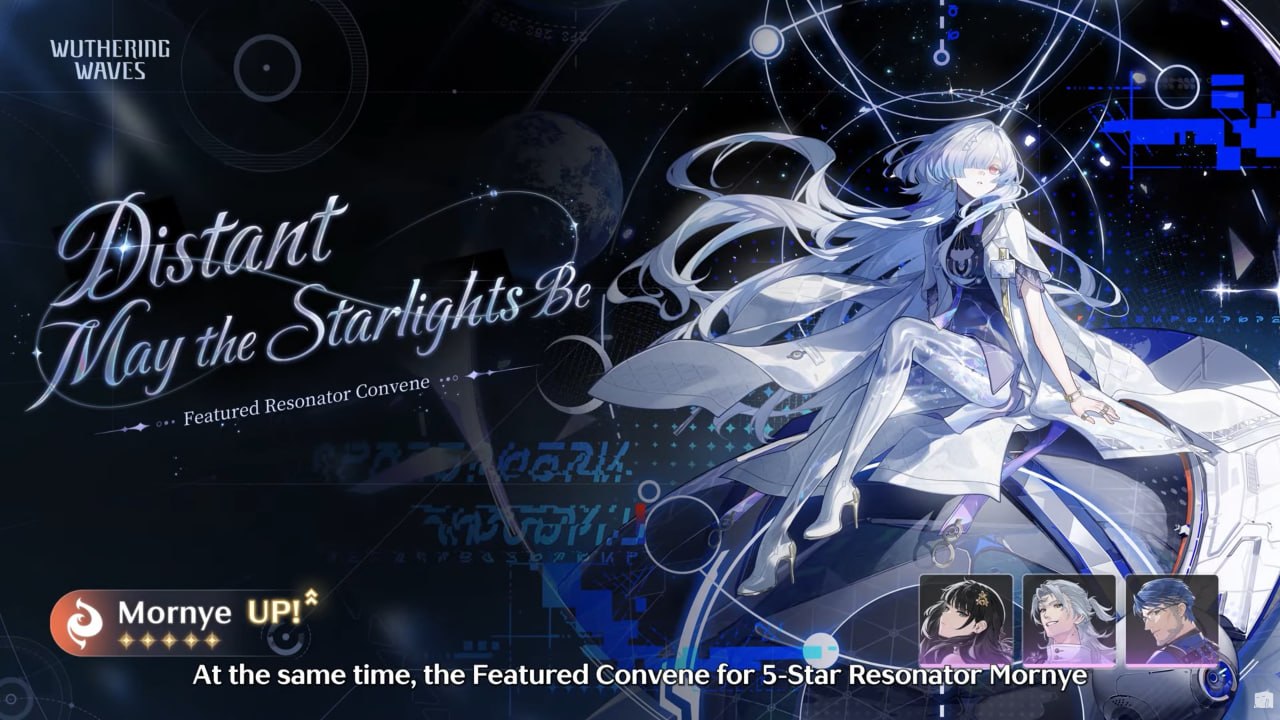 WUTHERING
WAVES
Distant
May the Starlights Be
Featured Resonator Convene
Mornye UP!
At the same time, the Featured Convene for 5-Star Resonator Mornye